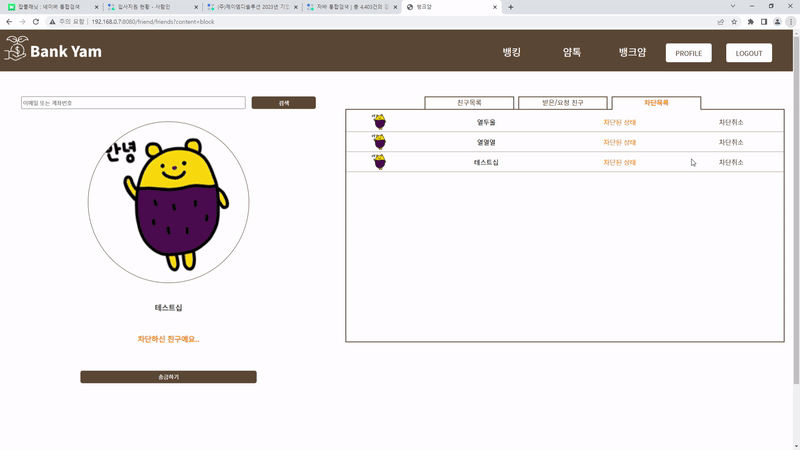 잡플래닛 : 네이버 통합검색
입사지원 현황 - 사람인
(주)제이엠디솔루션 2023년 기업
자바 통합검색 | 총 4,403건의 검
뱅크얌
주의 요함 | 192.168.0.7:8080/friend/friends?content=block
Bank Yam
뱅킹
얌톡
뱅크얌
PROFILE
LOGOUT
이메일 또는 계좌번호
검색
친구목록
받은/요청 친구
차단목록
열두울
차단된 상태
차단취소
열열열
차단된 상태
차단취소
테스트십
차단된 상태
차단취소
안녕
테스트십
차단하신 친구예요..
송금하기